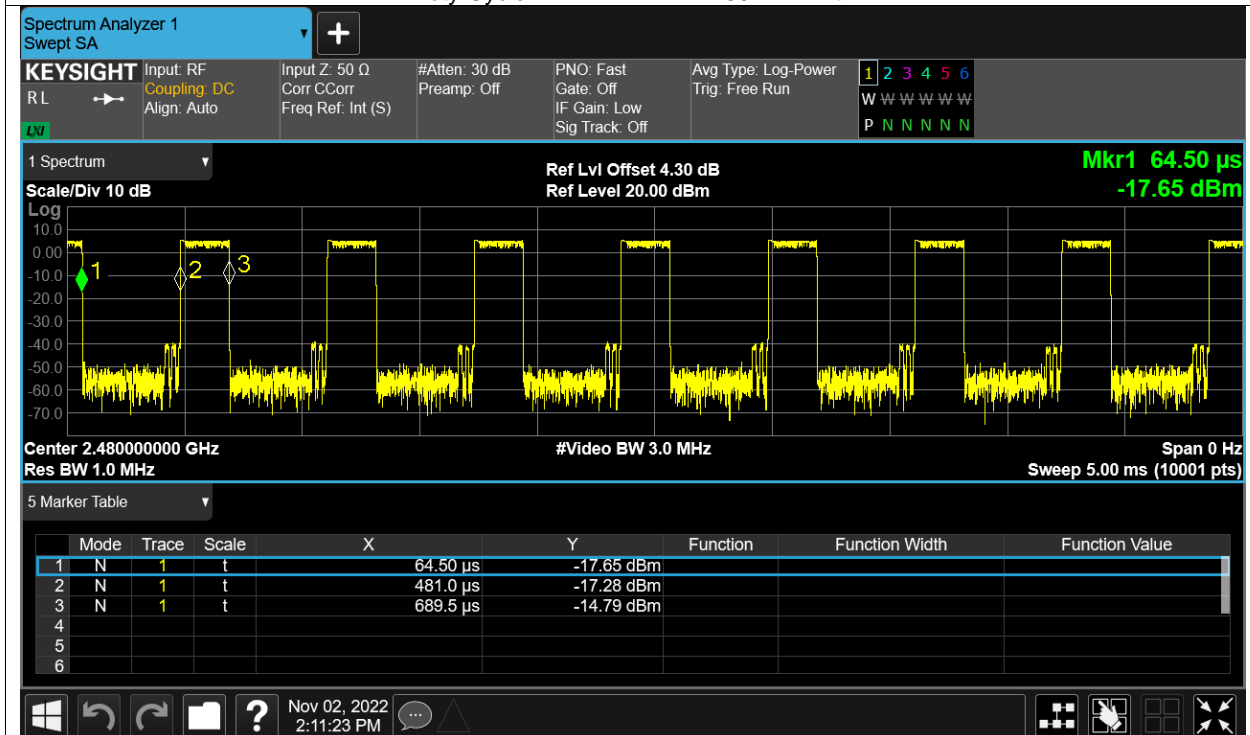 Spectrum Analyzer 1
Swept SA
+
KEYSIGHT Input: RF Input Z: 50 Ω #Atten: 30 dB PNO: Fast Avg Type: Log-Power 1 2 3 4 5 6
R L Coupling: DC Corr CCorr Preamp: Off Gate: Off Trig: Free Run W W W W W W
Align: Auto Freq Ref: Int (S) IF Gain: Low P N N N N N
LXI Sig Track: Off
1 Spectrum Ref Lvl Offset 4.30 dB Mkr1 64.50 µs
Scale/Div 10 dB Ref Level 20.00 dBm -17.65 dBm
Log
10.0
0.00
-10.0 1 2 3
-20.0
-30.0
-40.0
-50.0
-60.0
-70.0
Center 2.480000000 GHz #Video BW 3.0 MHz Span 0 Hz
Res BW 1.0 MHz Sweep 5.00 ms (10001 pts)
5 Marker Table
Mode Trace Scale X Y Function Function Width Function Value
1 N 1 t 64.50 µs -17.65 dBm
2 N 1 t 481.0 µs -17.28 dBm
3 N 1 t 689.5 µs -14.79 dBm
4
5
6
? Nov 02, 2022
2:11:23 PM